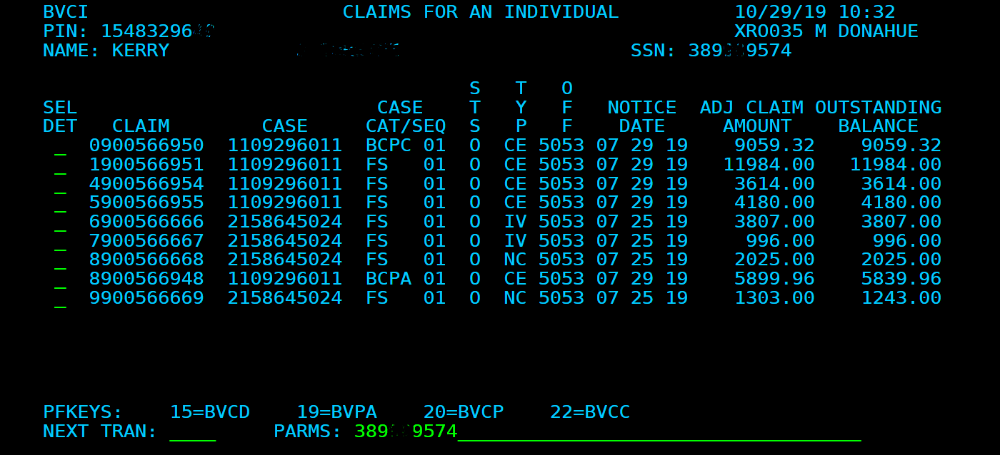 BVCI CLAIMS FOR AN INDIVIDUAL 10/29/19 10:32
PIN: 15483296 XRO035 M DONAHUE
NAME: KERRY SSN: 389 9574
S T O
SEL CASE T Y F NOTICE ADJ CLAIM OUTSTANDING
DET CLAIM CASE CAT/SEQ S P F DATE AMOUNT BALANCE
_ 0900566950 1109296011 BCPC 01 O CE 5053 07 29 19 9059.32 9059.32
_ 1900566951 1109296011 FS 01 O CE 5053 07 29 19 11984.00 11984.00
_ 4900566954 1109296011 FS 01 O CE 5053 07 29 19 3614.00 3614.00
_ 5900566955 1109296011 FS 01 O CE 5053 07 29 19 4180.00 4180.00
_ 6900566666 2158645024 FS 01 O IV 5053 07 25 19 3807.00 3807.00
_ 7900566667 2158645024 FS 01 O IV 5053 07 25 19 996.00 996.00
_ 8900566668 2158645024 FS 01 O NC 5053 07 25 19 2025.00 2025.00
_ 8900566948 1109296011 BCPA 01 O CE 5053 07 29 19 5899.96 5839.96
_ 9900566669 2158645024 FS 01 O NC 5053 07 25 19 1303.00 1243.00
PFKEYS: 15=BVCD 19=BVPA 20=BVCP 22=BVCC
NEXT TRAN: ____ PARMS: 389 9574